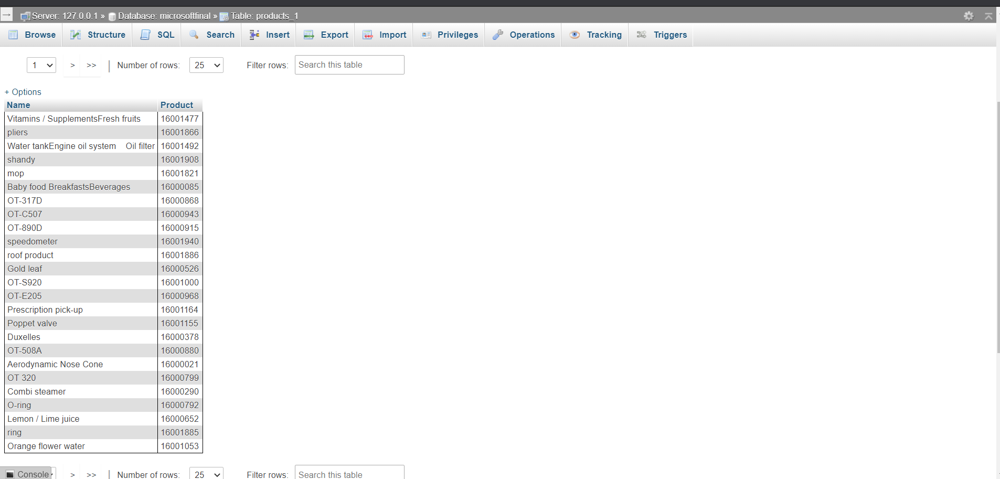 → Server: 127.0.0.1 » Database: microsoftfinal » Table: products_1
Browse Structure SQL Search Insert Export Import Privileges Operations Tracking Triggers
1 > >> | Number of rows: 25 Filter rows: Search this table
+ Options
Name Product
Vitamins / SupplementsFresh fruits 16001477
pliers 16001866
Water tankEngine oil system Oil filter 16001492
shandy 16001908
mop 16001821
Baby food BreakfastsBeverages 16000085
OT-317D 16000868
OT-C507 16000943
OT-890D 16000915
speedometer 16001940
roof product 16001886
Gold leaf 16000526
OT-S920 16001000
OT-E205 16000968
Prescription pick-up 16001164
Poppet valve 16001155
Duxelles 16000378
OT-508A 16000880
Aerodynamic Nose Cone 16000021
OT 320 16000799
Combi steamer 16000290
O-ring 16000792
Lemon / Lime juice 16000652
ring 16001885
Orange flower water 16001053
Console > >> | Number of rows: 25 Filter rows: Search this table